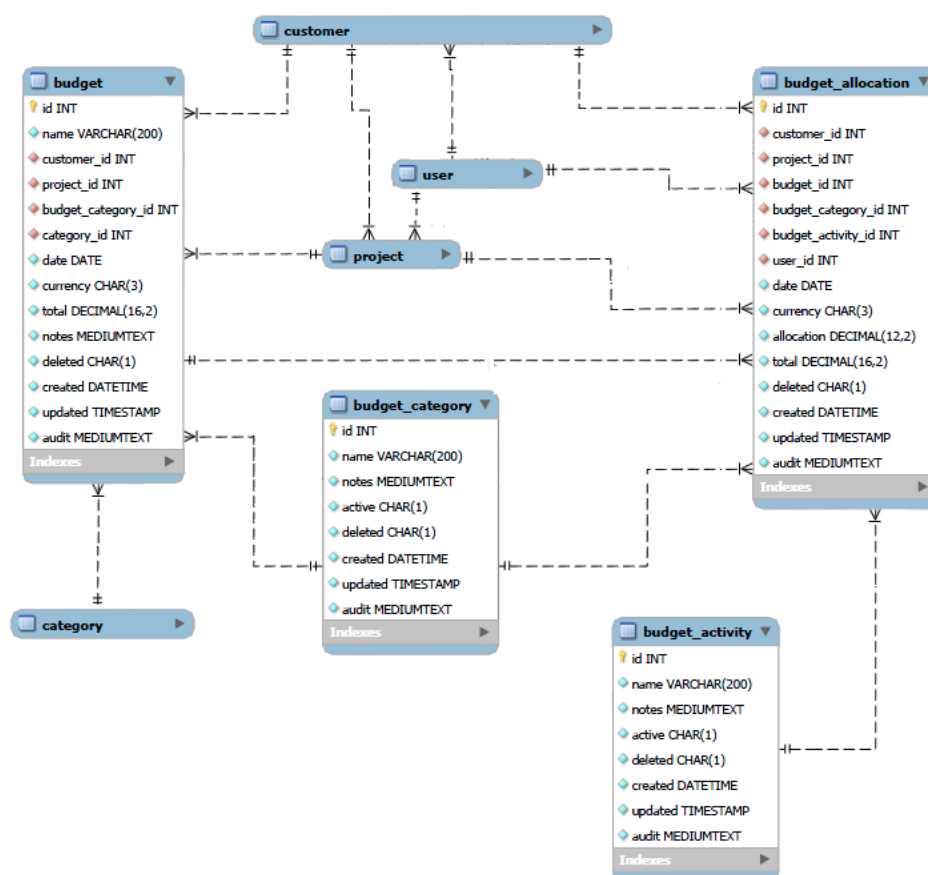 customer
budget
id INT
name VARCHAR(200)
customer_id INT
project_id INT
budget_category_id INT
category_id INT
date DATE
currency CHAR(3)
total DECIMAL(16,2)
notes MEDIUMTEXT
deleted CHAR(1)
created DATETIME
updated TIMESTAMP
audit MEDIUMTEXT
Indexes
user
project
budget_allocation
id INT
customer_id INT
project_id INT
budget_id INT
budget_category_id INT
budget_activity_id INT
user_id INT
date DATE
currency CHAR(3)
allocation DECIMAL(12,2)
total DECIMAL(16,2)
deleted CHAR(1)
created DATETIME
updated TIMESTAMP
audit MEDIUMTEXT
Indexes
budget_category
id INT
name VARCHAR(200)
notes MEDIUMTEXT
active CHAR(1)
deleted CHAR(1)
created DATETIME
updated TIMESTAMP
audit MEDIUMTEXT
Indexes
category
budget_activity
id INT
name VARCHAR(200)
notes MEDIUMTEXT
active CHAR(1)
deleted CHAR(1)
created DATETIME
updated TIMESTAMP
audit MEDIUMTEXT
Indexes